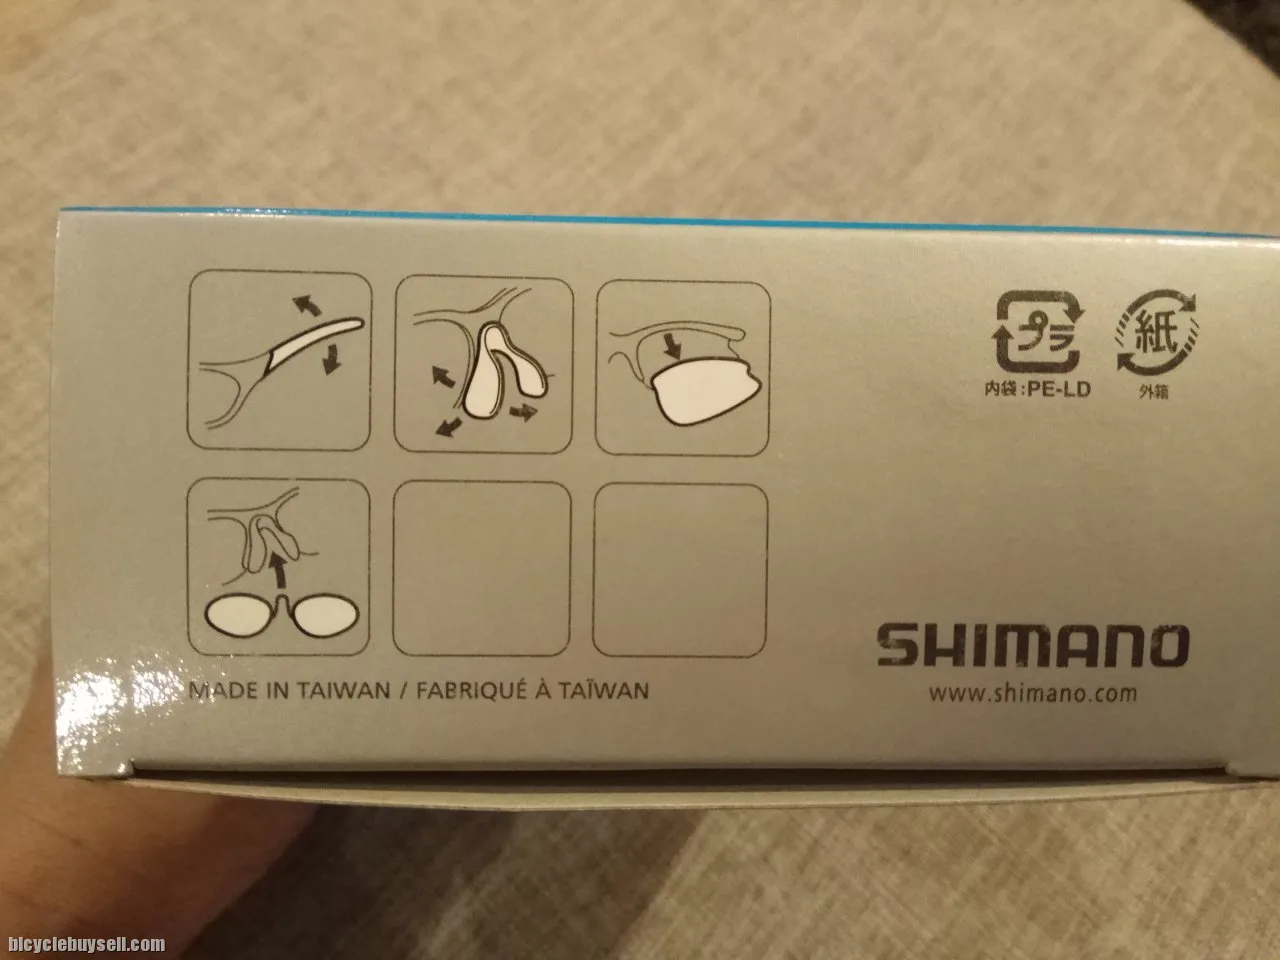 プラ
内袋:PE-LD
紙
外箱
SHIMANO
www.shimano.com
MADE IN TAIWAN / FABRIQUÉ À TAÏWAN
bicyclebuysell.com